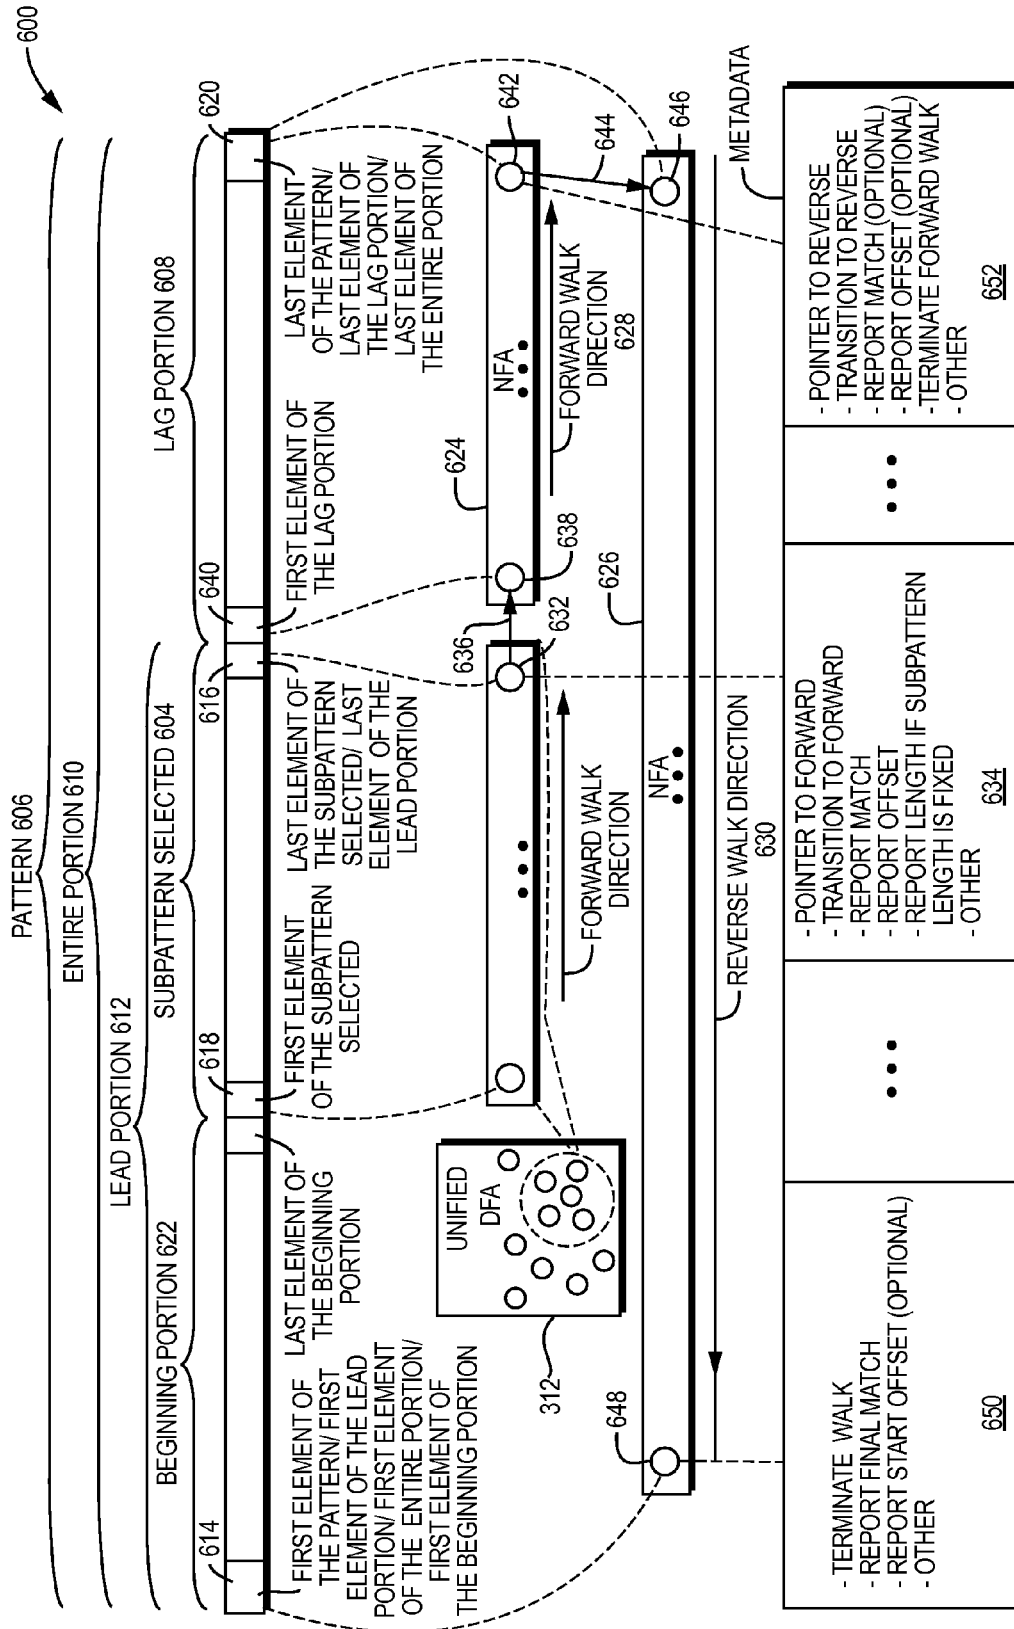 600
PATTERN 606
ENTIRE PORTION 610
LEAD PORTION 612
BEGINNING PORTION 622
SUBPATTERN SELECTED 604
LAG PORTION 608
614
618
616
640
620
FIRST ELEMENT OF
THE PATTERN/ FIRST
ELEMENT OF THE LEAD
PORTION/ FIRST ELEMENT
OF THE ENTIRE PORTION/
FIRST ELEMENT OF
THE BEGINNING PORTION
LAST ELEMENT OF
THE BEGINNING
PORTION
FIRST ELEMENT
OF THE SUBPATTERN
SELECTED
LAST ELEMENT OF
THE SUBPATTERN
SELECTED/ LAST
ELEMENT OF THE
LEAD PORTION
FIRST ELEMENT OF
THE LAG PORTION
LAST ELEMENT
OF THE PATTERN/
LAST ELEMENT OF
THE LAG PORTION/
LAST ELEMENT OF
THE ENTIRE PORTION
UNIFIED
DFA
312
636
632
638
624
NFA
642
644
646
FORWARD WALK
DIRECTION
FORWARD WALK
DIRECTION
628
626
NFA
648
REVERSE WALK DIRECTION
630
METADATA
- TERMINATE WALK
- REPORT FINAL MATCH
- REPORT START OFFSET (OPTIONAL)
- OTHER
650
- POINTER TO FORWARD
- TRANSITION TO FORWARD
- REPORT MATCH
- REPORT OFFSET
- REPORT LENGTH IF SUBPATTERN
LENGTH IS FIXED
- OTHER
634
- POINTER TO REVERSE
- TRANSITION TO REVERSE
- REPORT MATCH (OPTIONAL)
- REPORT OFFSET (OPTIONAL)
- TERMINATE FORWARD WALK
- OTHER
652